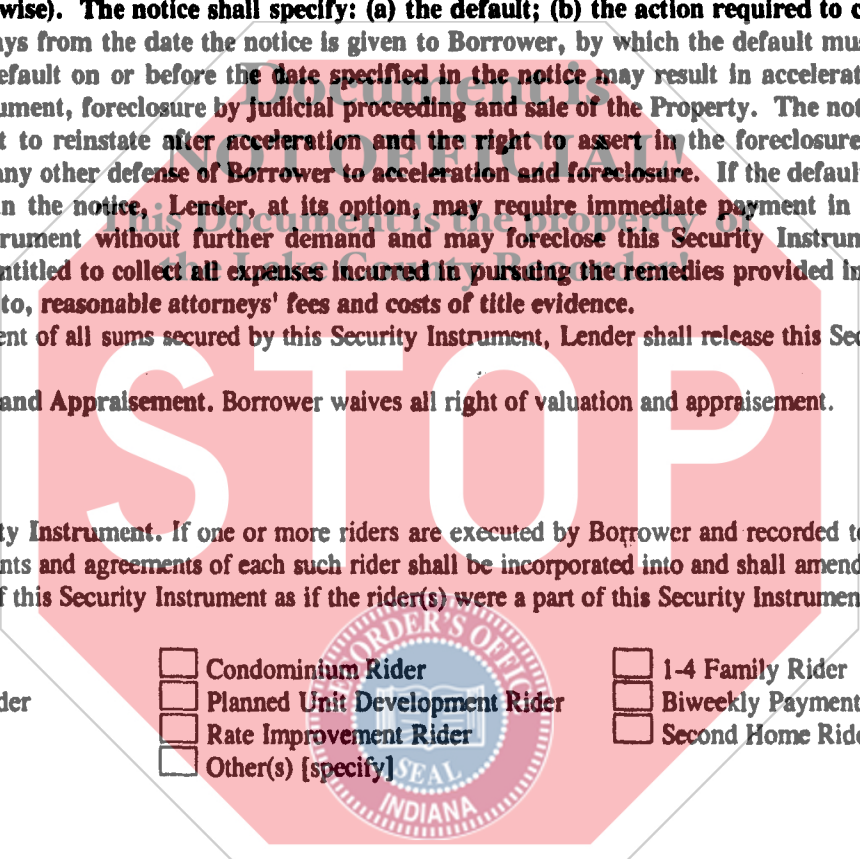 wise). The notice shall specify: (a) the default; (b) the action required to c
ays from the date the notice is given to Borrower, by which the default mu
efault on or before the date specified in the notice may result in accelerat
ument, foreclosure by judicial proceeding and sale of the Property. The not
t to reinstate after acceleration and the right to assert in the foreclosure
any other defense of Borrower to acceleration and foreclosure. If the defaul
n the notice, Lender, at its option, may require immediate payment in
rument without further demand and may foreclose this Security Instrum
ntitled to collect all expenses incurred in pursuing the remedies provided in
to, reasonable attorneys' fees and costs of title evidence.
ent of all sums secured by this Security Instrument, Lender shall release this Sec
and Appraisement. Borrower waives all right of valuation and appraisement.
ty Instrument. If one or more riders are executed by Borrower and recorded to
nts and agreements of each such rider shall be incorporated into and shall amend
f this Security Instrument as if the rider(s) were a part of this Security Instrumen
Condominium Rider 1-4 Family Rider
der Planned Unit Development Rider Biweekly Payment
Rate Improvement Rider Second Home Ride
Other(s) [specify]
Document is
NOT OFFICIAL!
This Document is the property of
the Lake County Recorder!
STOP
RECORDER'S OFFICE
SEAL
INDIANA